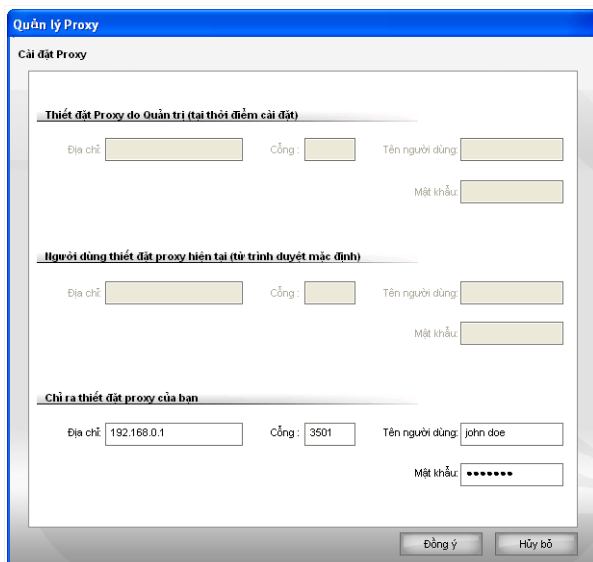 Quản lý Proxy
Cài đặt Proxy
Thiết đặt Proxy do Quản trị (tại thời điểm cài đặt)
Địa chỉ: Cổng : Tên người dùng:
Mật khẩu:
Người dùng thiết đặt proxy hiện tại (từ trình duyệt mặc định)
Địa chỉ: Cổng : Tên người dùng:
Mật khẩu:
Chỉ ra thiết đặt proxy của bạn
Địa chỉ: 192.168.0.1 Cổng : 3501 Tên người dùng: john doe
Mật khẩu: •••••••
Đồng ý Hủy bỏ